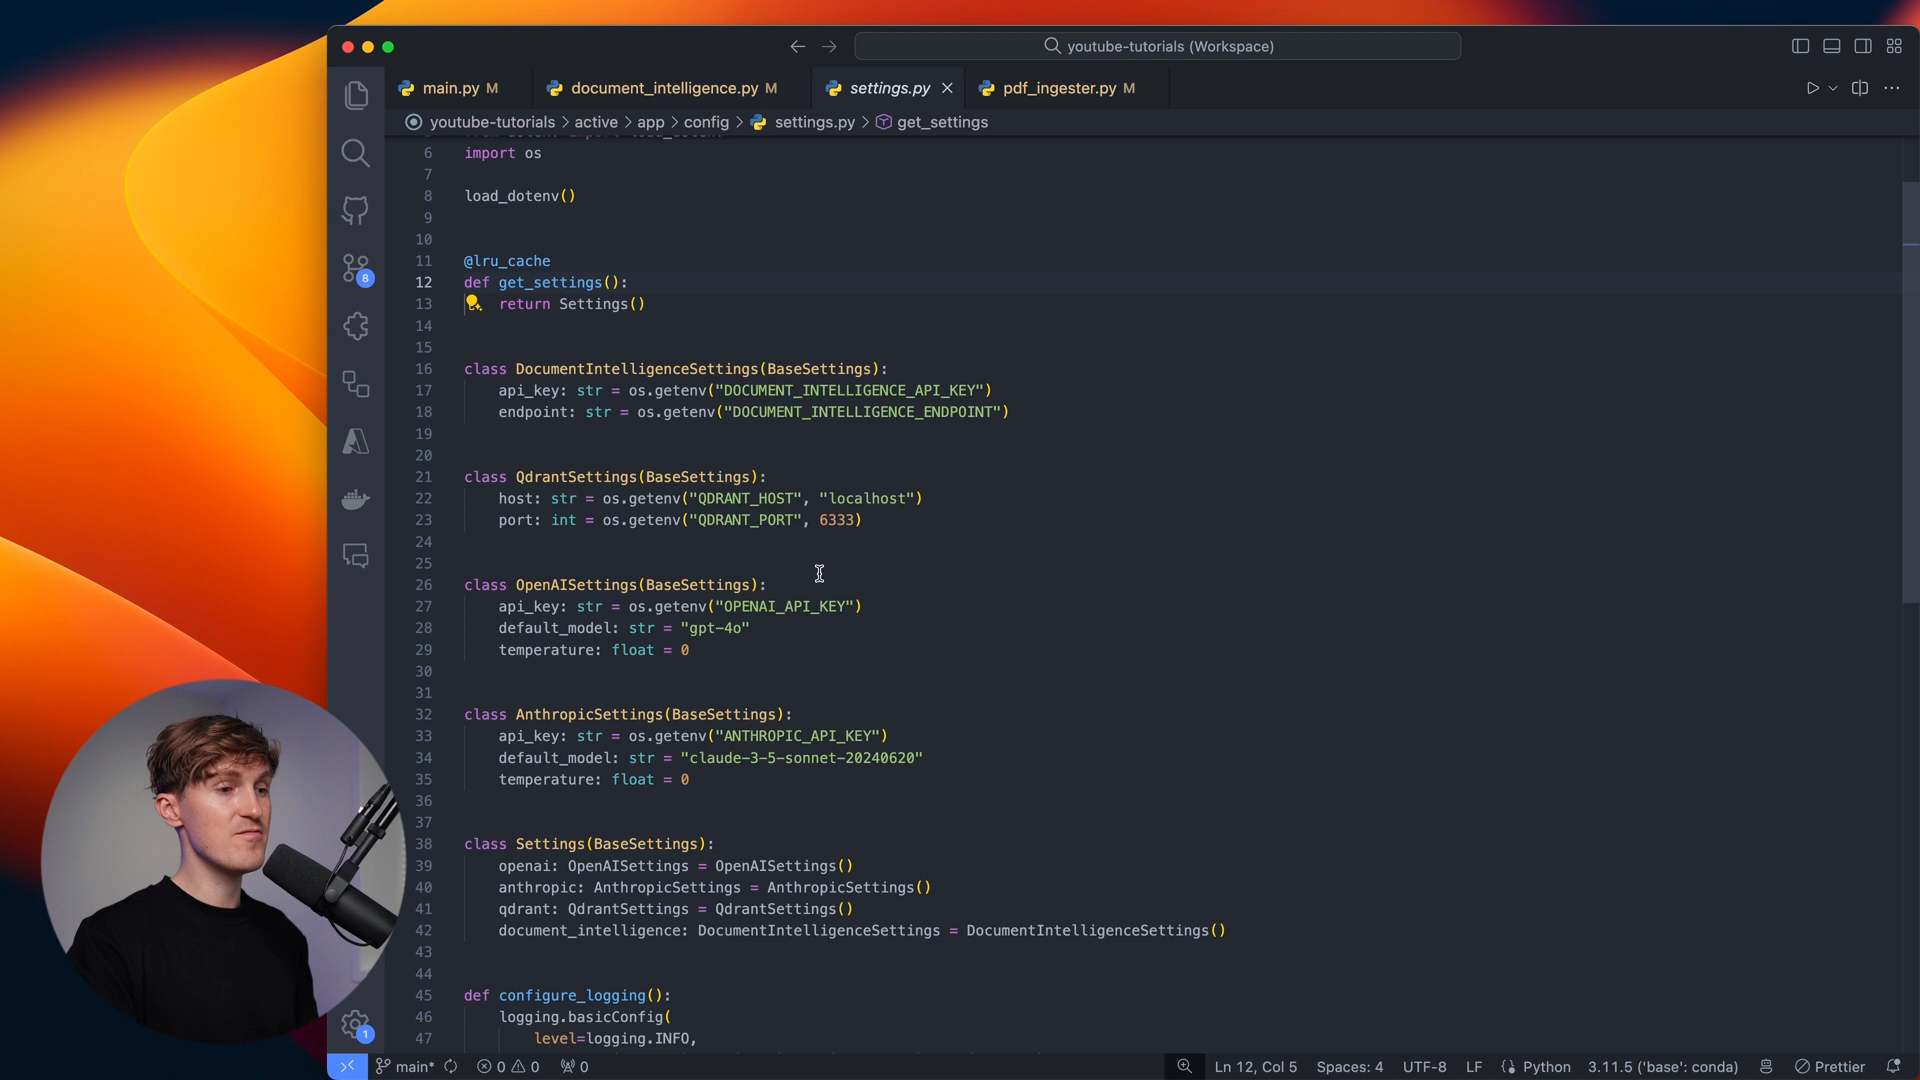 youtube-tutorials (Workspace)
main.py M
document_intelligence.py M
settings.py
pdf_ingester.py M
youtube-tutorials > active > app > config > settings.py > get_settings
6 import os
7
8 load_dotenv()
9
10
11 @lru_cache
12 def get_settings():
13 return Settings()
14
15
16 class DocumentIntelligenceSettings(BaseSettings):
17 api_key: str = os.getenv("DOCUMENT_INTELLIGENCE_API_KEY")
18 endpoint: str = os.getenv("DOCUMENT_INTELLIGENCE_ENDPOINT")
19
20
21 class QdrantSettings(BaseSettings):
22 host: str = os.getenv("QDRANT_HOST", "localhost")
23 port: int = os.getenv("QDRANT_PORT", 6333)
24
25
26 class OpenAISettings(BaseSettings):
27 api_key: str = os.getenv("OPENAI_API_KEY")
28 default_model: str = "gpt-4o"
29 temperature: float = 0
30
31
32 class AnthropicSettings(BaseSettings):
33 api_key: str = os.getenv("ANTHROPIC_API_KEY")
34 default_model: str = "claude-3-5-sonnet-20240620"
35 temperature: float = 0
36
37
38 class Settings(BaseSettings):
39 openai: OpenAISettings = OpenAISettings()
40 anthropic: AnthropicSettings = AnthropicSettings()
41 qdrant: QdrantSettings = QdrantSettings()
42 document_intelligence: DocumentIntelligenceSettings = DocumentIntelligenceSettings()
43
44
45 def configure_logging():
46 logging.basicConfig(
47 level=logging.INFO,
8
1
main* 0 0 0 Ln 12, Col 5 Spaces: 4 UTF-8 LF Python 3.11.5 ('base': conda) Prettier